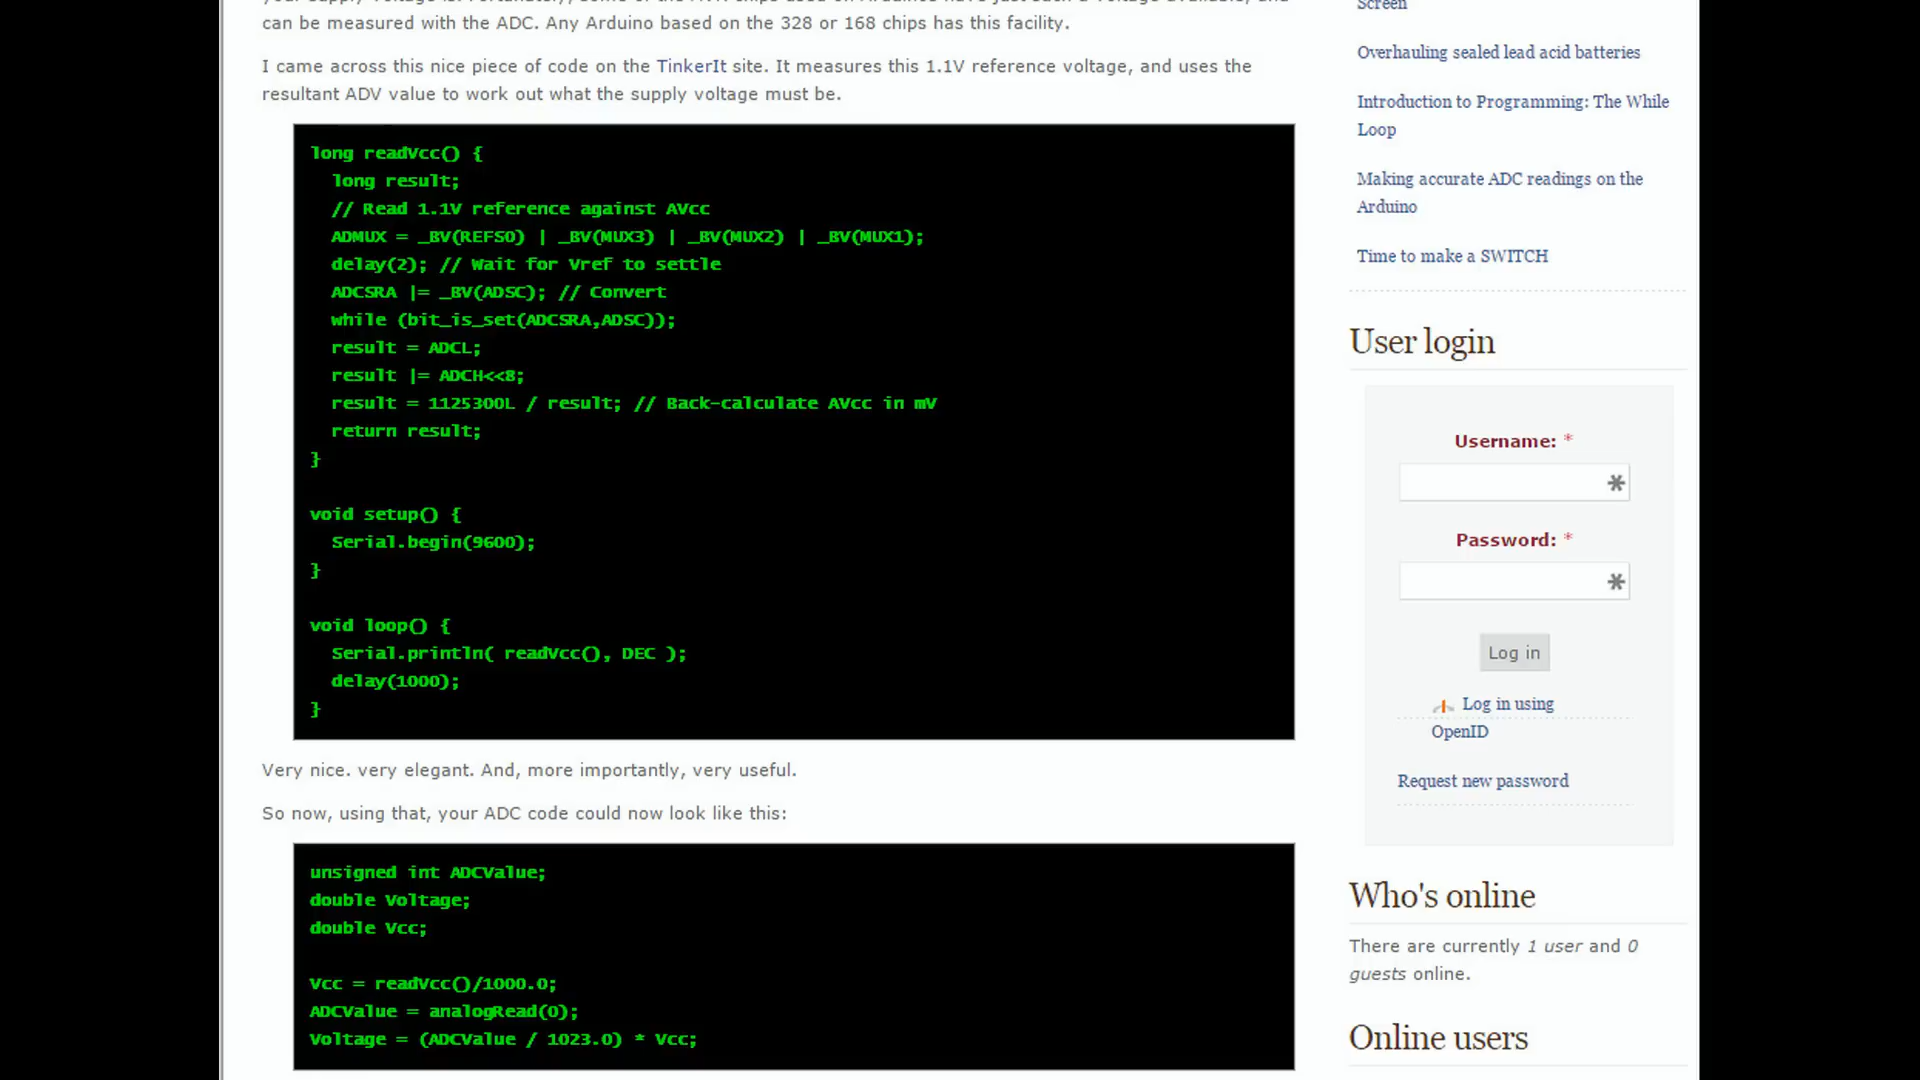 can be measured with the ADC. Any Arduino based on the 328 or 168 chips has this facility.
I came across this nice piece of code on the TinkerIt site. It measures this 1.1V reference voltage, and uses the
resultant ADV value to work out what the supply voltage must be.
long readVcc() {
long result;
// Read 1.1V reference against AVcc
ADMUX = _BV(REFS0) | _BV(MUX3) | _BV(MUX2) | _BV(MUX1);
delay(2); // Wait for Vref to settle
ADCSRA |= _BV(ADSC); // Convert
while (bit_is_set(ADCSRA,ADSC));
result = ADCL;
result |= ADCH<<8;
result = 1125300L / result; // Back-calculate AVcc in mV
return result;
}
void setup() {
Serial.begin(9600);
}
void loop() {
Serial.println( readVcc(), DEC );
delay(1000);
}
Very nice. very elegant. And, more importantly, very useful.
So now, using that, your ADC code could now look like this:
unsigned int ADCValue;
double Voltage;
double Vcc;
Vcc = readVcc()/1000.0;
ADCValue = analogRead(0);
Voltage = (ADCValue / 1023.0) * Vcc;
Screen
Overhauling sealed lead acid batteries
Introduction to Programming: The While
Loop
Making accurate ADC readings on the
Arduino
Time to make a SWITCH
User login
Username: *
Password: *
Log in
Log in using
OpenID
Request new password
Who's online
There are currently 1 user and 0
guests online.
Online users